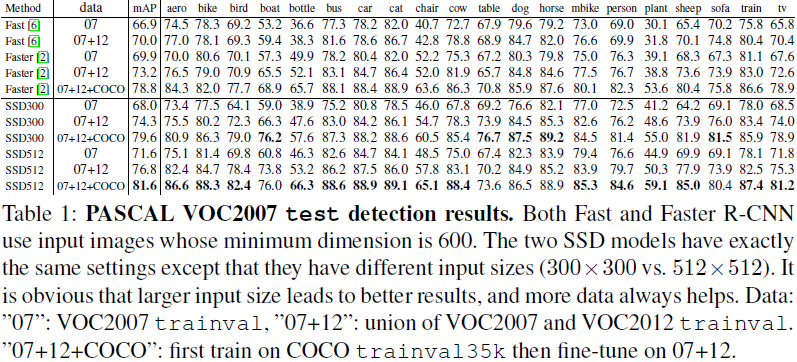 Method data mAP aero bike bird boat bottle bus car cat chair cow table dog horse mbike person plant sheep sofa train tv
Fast [6] 07 66.9 74.5 78.3 69.2 53.2 36.6 77.3 78.2 82.0 40.7 72.7 67.9 79.6 79.2 73.0 69.0 30.1 65.4 70.2 75.8 65.8
Fast [6] 07+12 70.0 77.0 78.1 69.3 59.4 38.3 81.6 78.6 86.7 42.8 78.8 68.9 84.7 82.0 76.6 69.9 31.8 70.1 74.8 80.4 70.4
Faster [2] 07 69.9 70.0 80.6 70.1 57.3 49.9 78.2 80.4 82.0 52.2 75.3 67.2 80.3 79.8 75.0 76.3 39.1 68.3 67.3 81.1 67.6
Faster [2] 07+12 73.2 76.5 79.0 70.9 65.5 52.1 83.1 84.7 86.4 52.0 81.9 65.7 84.8 84.6 77.5 76.7 38.8 73.6 73.9 83.0 72.6
Faster [2] 07+12+COCO 78.8 84.3 82.0 77.7 68.9 65.7 88.1 88.4 88.9 63.6 86.3 70.8 85.9 87.6 80.1 82.3 53.6 80.4 75.8 86.6 78.9
SSD300 07 68.0 73.4 77.5 64.1 59.0 38.9 75.2 80.8 78.5 46.0 67.8 69.2 76.6 82.1 77.0 72.5 41.2 64.2 69.1 78.0 68.5
SSD300 07+12 74.3 75.5 80.2 72.3 66.3 47.6 83.0 84.2 86.1 54.7 78.3 73.9 84.5 85.3 82.6 76.2 48.6 73.9 76.0 83.4 74.0
SSD300 07+12+COCO 79.6 80.9 86.3 79.0 76.2 57.6 87.3 88.2 88.6 60.5 85.4 76.7 87.5 89.2 84.5 81.4 55.0 81.9 81.5 85.9 78.9
SSD512 07 71.6 75.1 81.4 69.8 60.8 46.3 82.6 84.7 84.1 48.5 75.0 67.4 82.3 83.9 79.4 76.6 44.9 69.9 69.1 78.1 71.8
SSD512 07+12 76.8 82.4 84.7 78.4 73.8 53.2 86.2 87.5 86.0 57.8 83.1 70.2 84.9 85.2 83.9 79.7 50.3 77.9 73.9 82.5 75.3
SSD512 07+12+COCO 81.6 86.6 88.3 82.4 76.0 66.3 88.6 88.9 89.1 65.1 88.4 73.6 86.5 88.9 85.3 84.6 59.1 85.0 80.4 87.4 81.2
Table 1: PASCAL VOC2007 test detection results. Both Fast and Faster R-CNN
use input images whose minimum dimension is 600. The two SSD models have exactly
the same settings except that they have different input sizes (300×300 vs. 512×512). It
is obvious that larger input size leads to better results, and more data always helps. Data:
”07”: VOC2007 trainval, ”07+12”: union of VOC2007 and VOC2012 trainval.
”07+12+COCO”: first train on COCO trainval35k then fine-tune on 07+12.